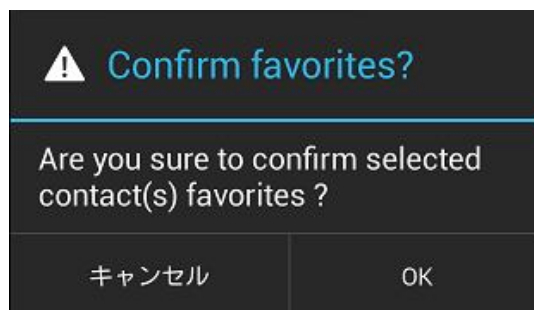 Confirm favorites?
Are you sure to confirm selected
contact(s) favorites ?
キャンセル
OK